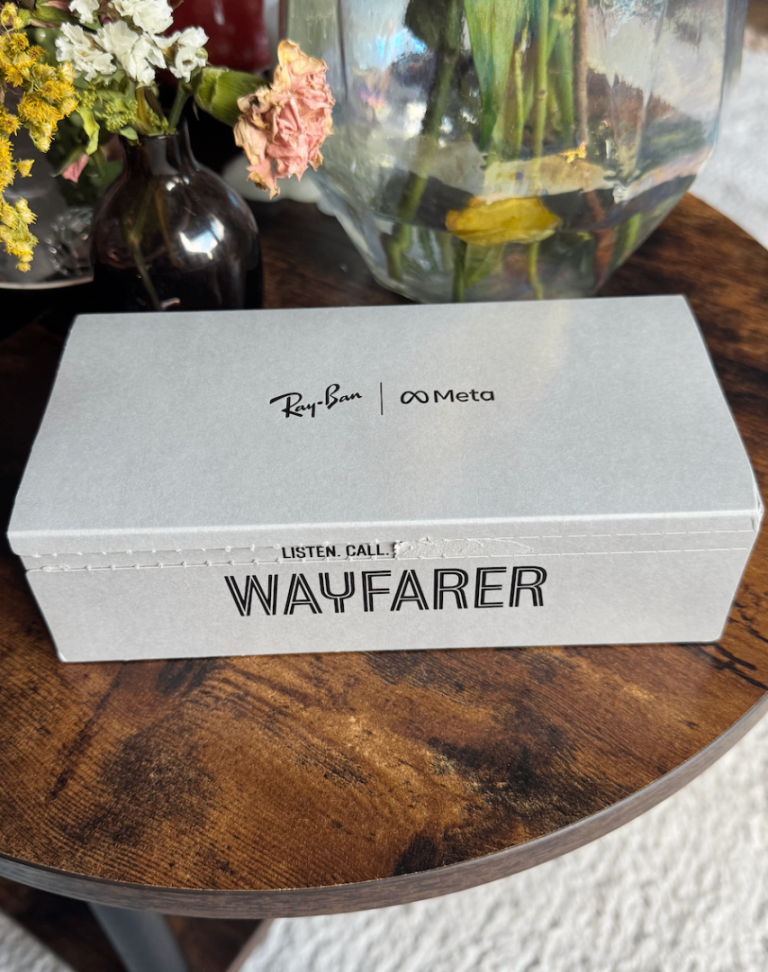 Ray-Ban | Meta
LISTEN. CALL.
WAYFARER